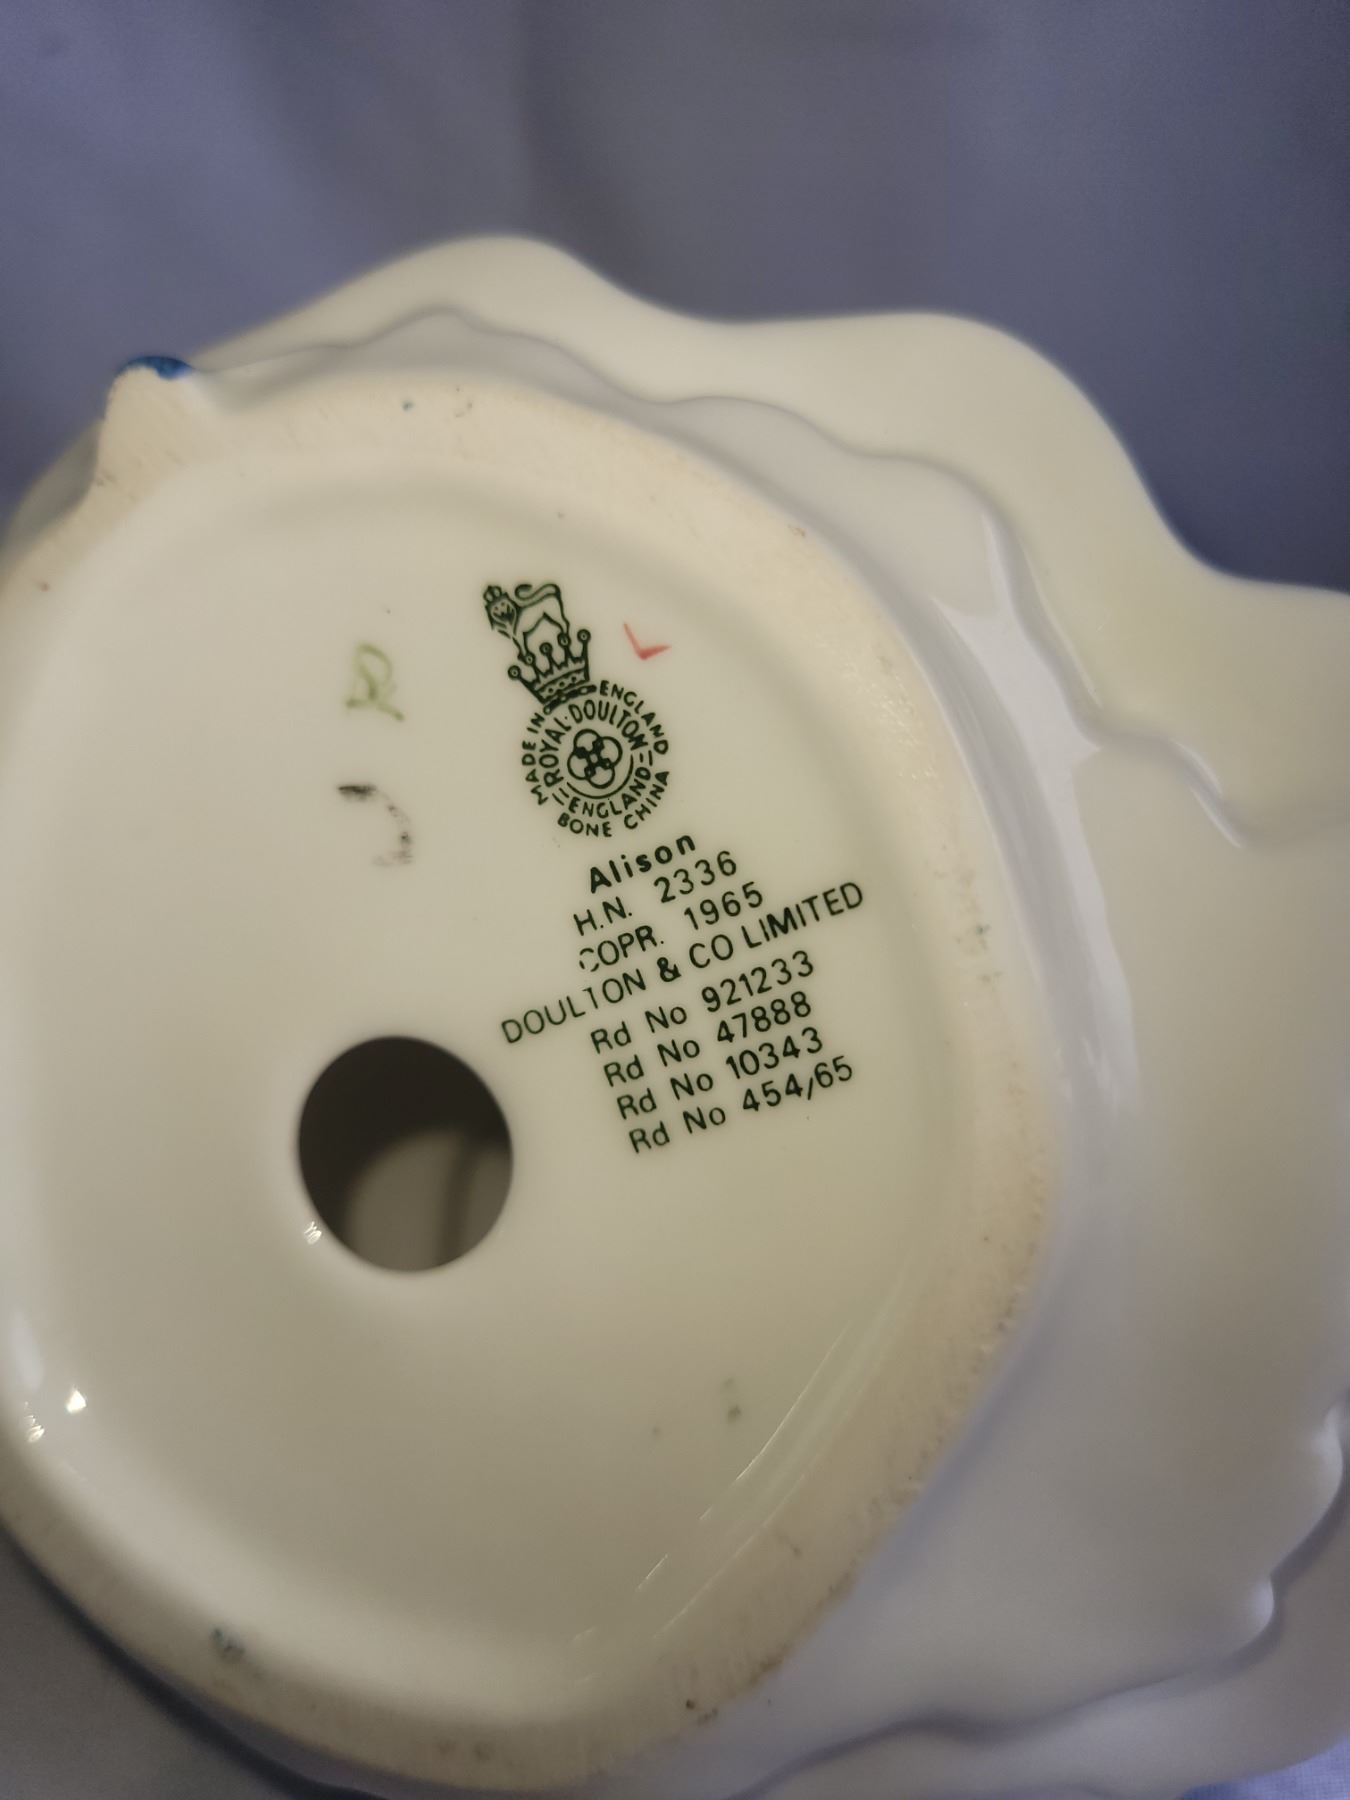 MADE IN ENGLAND
ROYAL·DOULTON
ENGLAND
BONE CHINA
Alison
H.N. 2336
COPR. 1965
DOULTON & CO LIMITED
Rd No 921233
Rd No 47888
Rd No 10343
Rd No 454/65